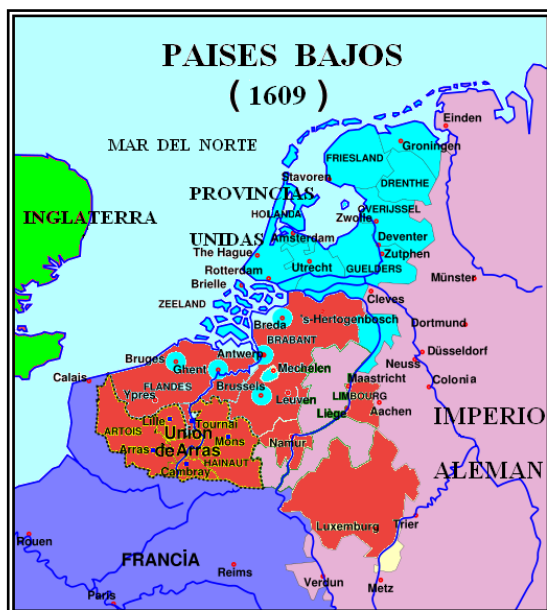 PAISES BAJOS
( 1609 )
Einden
MAR DEL NORTE
Groningen
FRIESLAND
Stavoren
DRENTHE
PROVINCIAS
HOLANDA
OVERIJSSEL
Zwolle
INGLATERRA
Amsterdam
UNIDAS
Deventer
The Hague
Zutphen
Utrecht
GUELDERS
Rotterdam
Münster
Brielle
Cleves
ZEELAND
's-Hertogenbosch
Breda
Dortmund
BRABANT
Bruges
Antwerp
Düsseldorf
Ghent
Mechelen
Neuss
Calais
Maastricht
Colonia
FLANDES
Brussels
Ypres
Leuven
LIMBOURG
Aachen
Liège
IMPERIO
Lille
Tournai
ARTOIS
Union
Mons
Namur
Arras
de Arras
HAINAUT
ALEMAN
Cambray
Luxemburg
Trier
Rouen
FRANCIA
Reims
Verdun
Metz
Paris